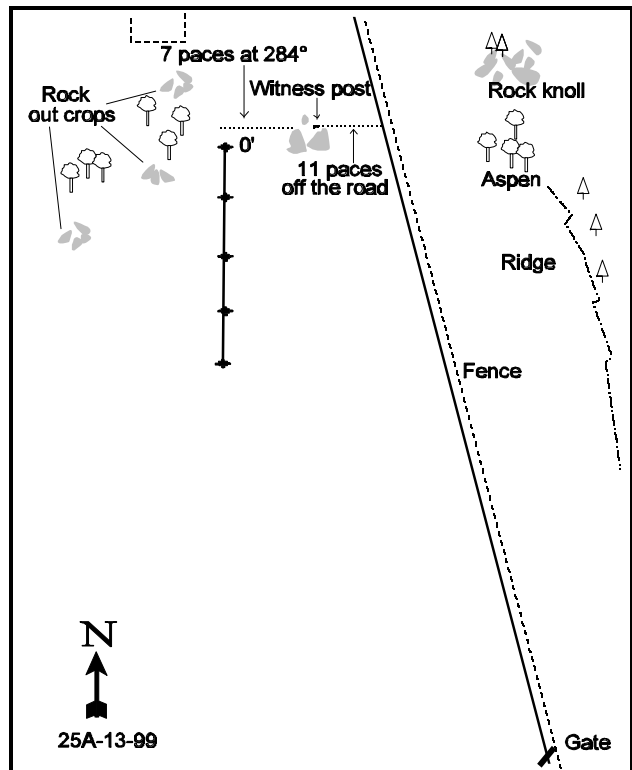 7 paces at 284°
Witness post
Rock
out crops
Rock knoll
0'
11 paces
off the road
Aspen
Ridge
Fence
N
25A-13-99
Gate